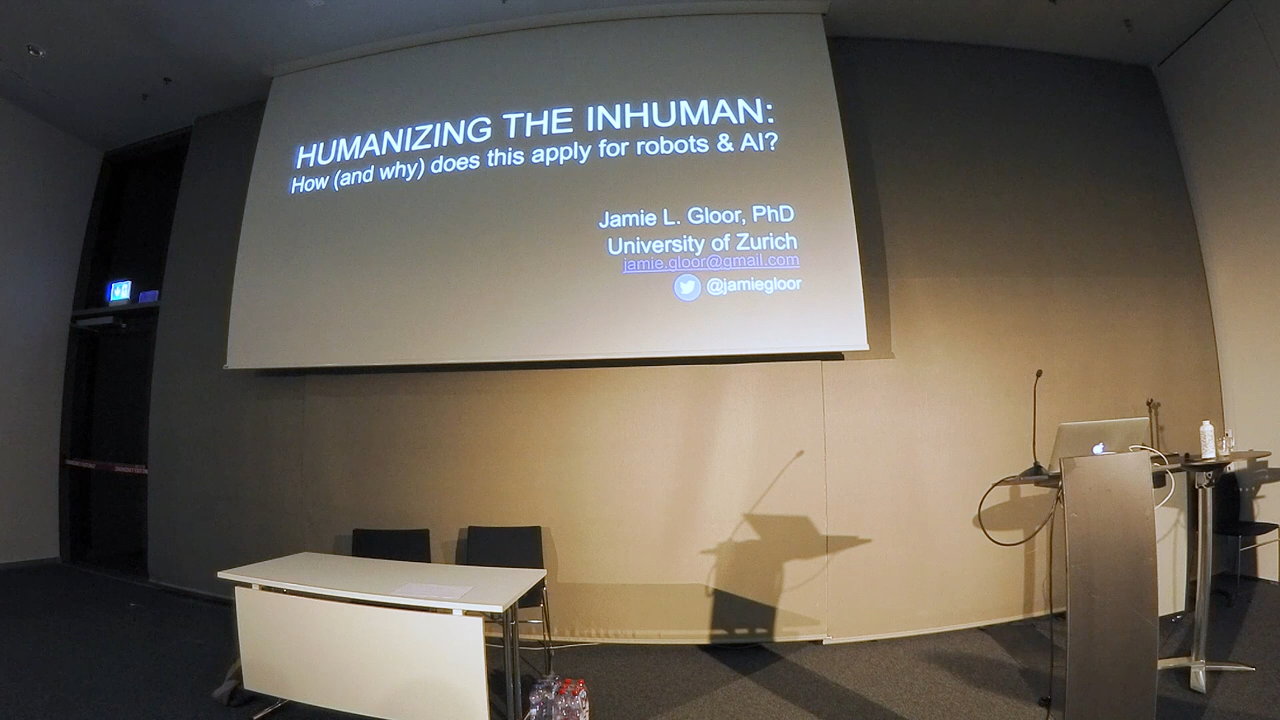 HUMANIZING THE INHUMAN:
How (and why) does this apply for robots & AI?
Jamie L. Gloor, PhD
University of Zurich
jamie.gloor@gmail.com
@jamiegloor